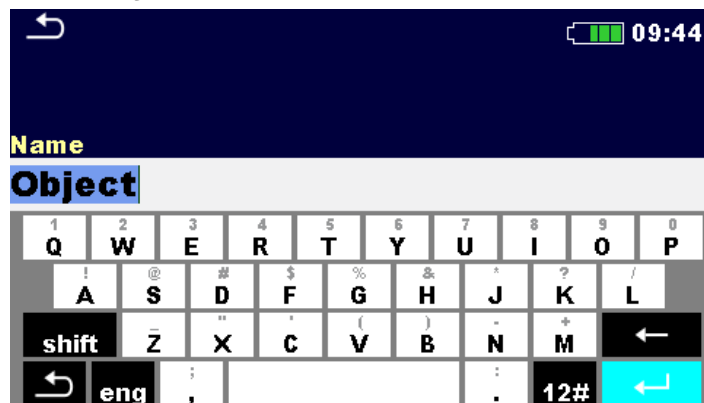 09:44
Name
Object
1 2 3 4 5 6 7 8 9 0
Q W E R T Y U I O P
! @ # $ % & * ? /
A S D F G H J K L
_ " ' ( ) - +
shift Z X C V B N M
; :
eng , . 12#